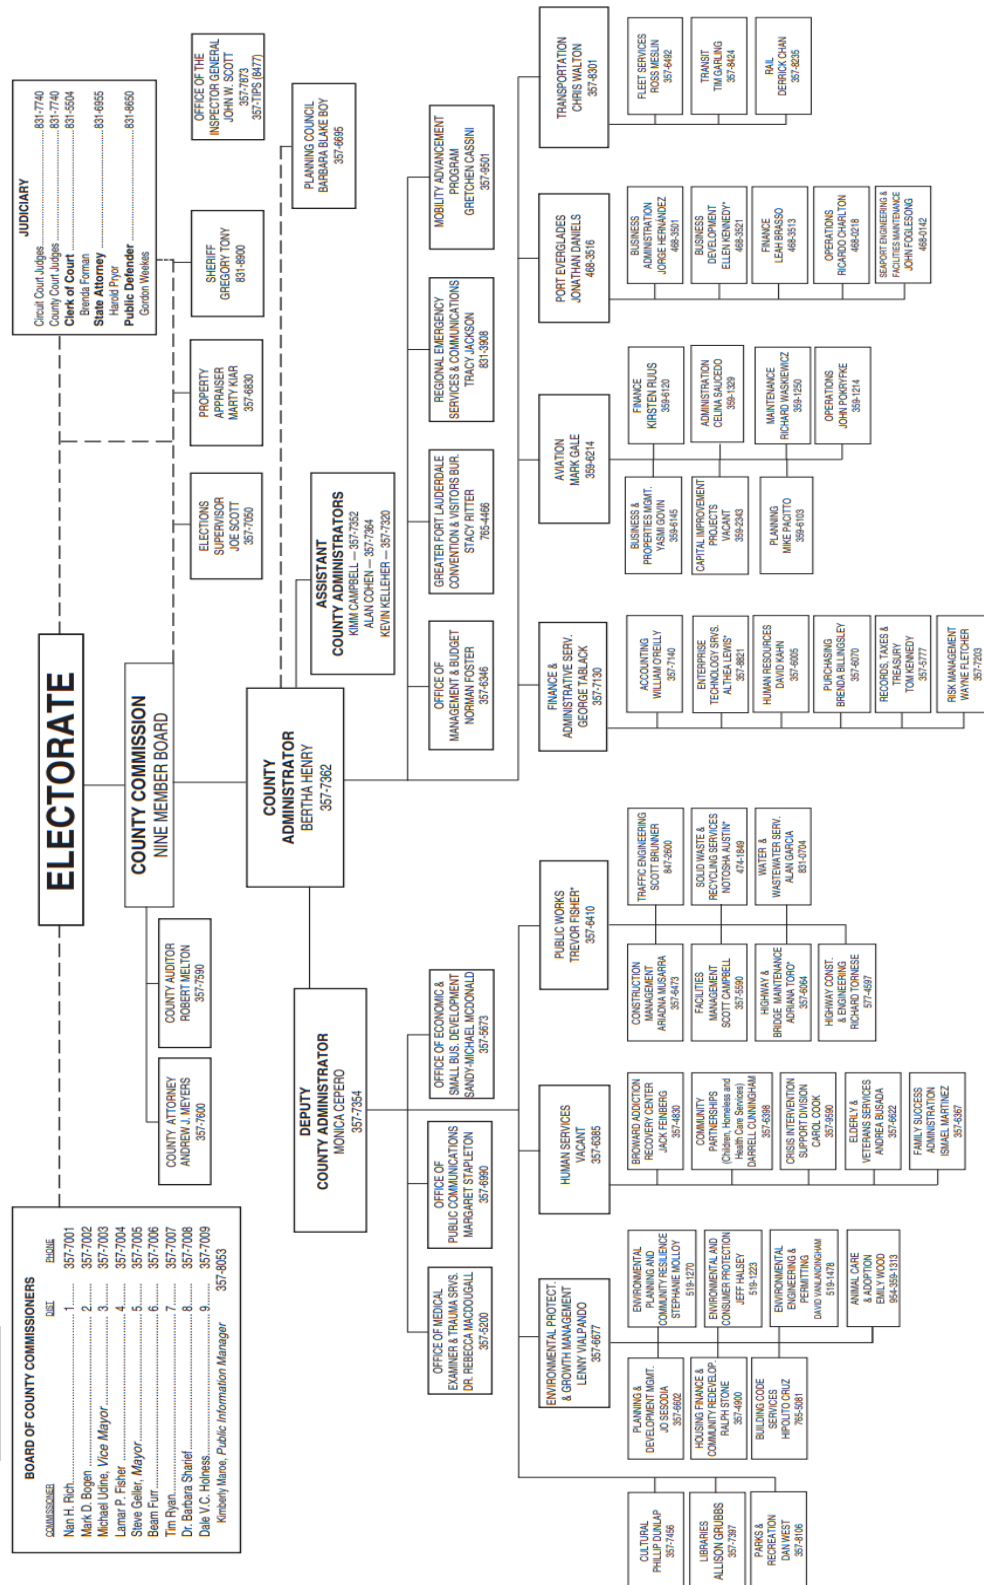 ELECTORATE
BOARD OF COUNTY COMMISSIONERS
COMMISSIONER DIST PHONE
Nan H. Rich 1 357-7001
Mark D. Bogen 2 357-7002
Michael Udine, Vice Mayor 3 357-7003
Lamar P. Fisher 4 357-7004
Steve Geller, Mayor 5 357-7005
Beam Furr 6 357-7006
Tim Ryan 7 357-7007
Dr. Barbara Sharief 8 357-7008
Dale V.C. Holness 9 357-7009
Kimberly Maroe, Public Information Manager 357-8053
JUDICIARY
Circuit Court Judges 831-7740
County Court Judges 831-7740
Clerk of Court 831-5504
Brenda Forman
State Attorney 831-6955
Harold Pryor
Public Defender 831-8650
Gordon Weekes
COUNTY COMMISSION
NINE MEMBER BOARD
COUNTY ATTORNEY
ANDREW J. MEYERS
357-7600
COUNTY AUDITOR
ROBERT MELTON
357-7590
ELECTIONS
SUPERVISOR
JOE SCOTT
357-7050
PROPERTY
APPRAISER
MARTY KIAR
357-6830
SHERIFF
GREGORY TONY
831-8900
OFFICE OF THE
INSPECTOR GENERAL
JOHN W. SCOTT
357-7873
357-TIPS (8477)
COUNTY
ADMINISTRATOR
BERTHA HENRY
357-7362
PLANNING COUNCIL
BARBARA BLAKE BOY
357-6695
DEPUTY
COUNTY ADMINISTRATOR
MONICA CEPERO
357-7354
ASSISTANT
COUNTY ADMINISTRATORS
KIMM CAMPBELL — 357-7352
ALAN COHEN — 357-7364
KEVIN KELLEHER — 357-7320
OFFICE OF MEDICAL
EXAMINER & TRAUMA SRVS.
DR. REBECCA MACDOUGALL
357-5200
OFFICE OF
PUBLIC COMMUNICATIONS
MARGARET STAPLETON
357-6990
OFFICE OF ECONOMIC &
SMALL BUS. DEVELOPMENT
SANDY-MICHAEL MCDONALD
357-5673
OFFICE OF
MANAGEMENT & BUDGET
NORMAN FOSTER
357-6346
GREATER FORT LAUDERDALE
CONVENTION & VISITORS BUR.
STACY RITTER
765-4466
REGIONAL EMERGENCY
SERVICES & COMMUNICATIONS
TRACY JACKSON
831-3908
MOBILITY ADVANCEMENT
PROGRAM
GRETCHEN CASSINI
357-9501
ENVIRONMENTAL PROTECT.
& GROWTH MANAGEMENT
LENNY VIALPANDO
357-6677
HUMAN SERVICES
VACANT
357-6385
PUBLIC WORKS
TREVOR FISHER*
357-6410
FINANCE &
ADMINISTRATIVE SERV.
GEORGE TABLACK
357-7130
AVIATION
MARK GALE
359-6214
PORT EVERGLADES
JONATHAN DANIELS
468-3516
TRANSPORTATION
CHRIS WALTON
357-8301
CULTURAL
PHILLIP DUNLAP
357-7456
LIBRARIES
ALLISON GRUBBS
357-7397
PARKS &
RECREATION
DAN WEST
357-8106
PLANNING &
DEVELOPMENT MGMT.
JO SESODIA
357-6602
HOUSING FINANCE &
COMMUNITY REDEVELOP.
RALPH STONE
357-4900
BUILDING CODE
SERVICES
HIPOLITO CRUZ
765-5081
ENVIRONMENTAL
PLANNING AND
COMMUNITY RESILIENCE
STEPHANIE MOLLOY
519-1270
ENVIRONMENTAL AND
CONSUMER PROTECTION
JEFF HALSEY
519-1223
ENVIRONMENTAL
ENGINEERING &
PERMITTING
DAVID VANLANDINGHAM
519-1478
ANIMAL CARE
& ADOPTION
EMILY WOOD
954-359-1313
BROWARD ADDICTION
RECOVERY CENTER
JACK FEINBERG
357-4830
COMMUNITY
PARTNERSHIPS
(Children, Homeless and
Health Care Services)
DARRELL CUNNINGHAM
357-6398
CRISIS INTERVENTION
SUPPORT DIVISION
CAROL COOK
357-9590
ELDERLY &
VETERANS SERVICES
ANDREA BUSADA
357-6622
FAMILY SUCCESS
ADMINISTRATION
ISMAEL MARTINEZ
357-6367
CONSTRUCTION
MANAGEMENT
ARIADNA MUSARRA
357-6473
FACILITIES
MANAGEMENT
SCOTT CAMPBELL
357-5590
HIGHWAY &
BRIDGE MAINTENANCE
ADRIANA TORO*
357-6064
HIGHWAY CONST.
& ENGINEERING
RICHARD TORNESE
577-4597
TRAFFIC ENGINEERING
SCOTT BRUNNER
847-2600
SOLID WASTE &
RECYCLING SERVICES
NOTOSHA AUSTIN*
474-1849
WATER &
WASTEWATER SERV.
ALAN GARCIA
831-0704
ACCOUNTING
WILLIAM O'REILLY
357-7140
ENTERPRISE
TECHNOLOGY SRVS.
ALTHEA LEWIS*
357-8821
HUMAN RESOURCES
DAVID KAHN
357-6005
PURCHASING
BRENDA BILLINGSLEY
357-6070
RECORDS, TAXES &
TREASURY
TOM KENNEDY
357-5777
RISK MANAGEMENT
WAYNE FLETCHER
357-7203
BUSINESS &
PROPERTIES MGMT.
YASMI GOVIN
359-6145
CAPITAL IMPROVEMENT
PROJECTS
VACANT
359-2343
PLANNING
MIKE PACITTO
359-6103
FINANCE
KIRSTEN RUUS
359-6120
ADMINISTRATION
CELINA SAUCEDO
359-1329
MAINTENANCE
RICHARD WASKIEWICZ
359-1250
OPERATIONS
JOHN POKRYFKE
359-1214
BUSINESS
ADMINISTRATION
JORGE HERNÁNDEZ
468-3501
BUSINESS
DEVELOPMENT
ELLEN KENNEDY*
468-3521
FINANCE
LEAH BRASSO
468-3513
OPERATIONS
RICARDO CHARLTON
468-0218
SEAPORT ENGINEERING &
FACILITIES MAINTENANCE
JOHN FOGLESONG
468-0142
FLEET SERVICES
ROSS MESLIN
357-6492
TRANSIT
TIM GARLING
357-8424
RAIL
DERRICK CHAN
357-8235